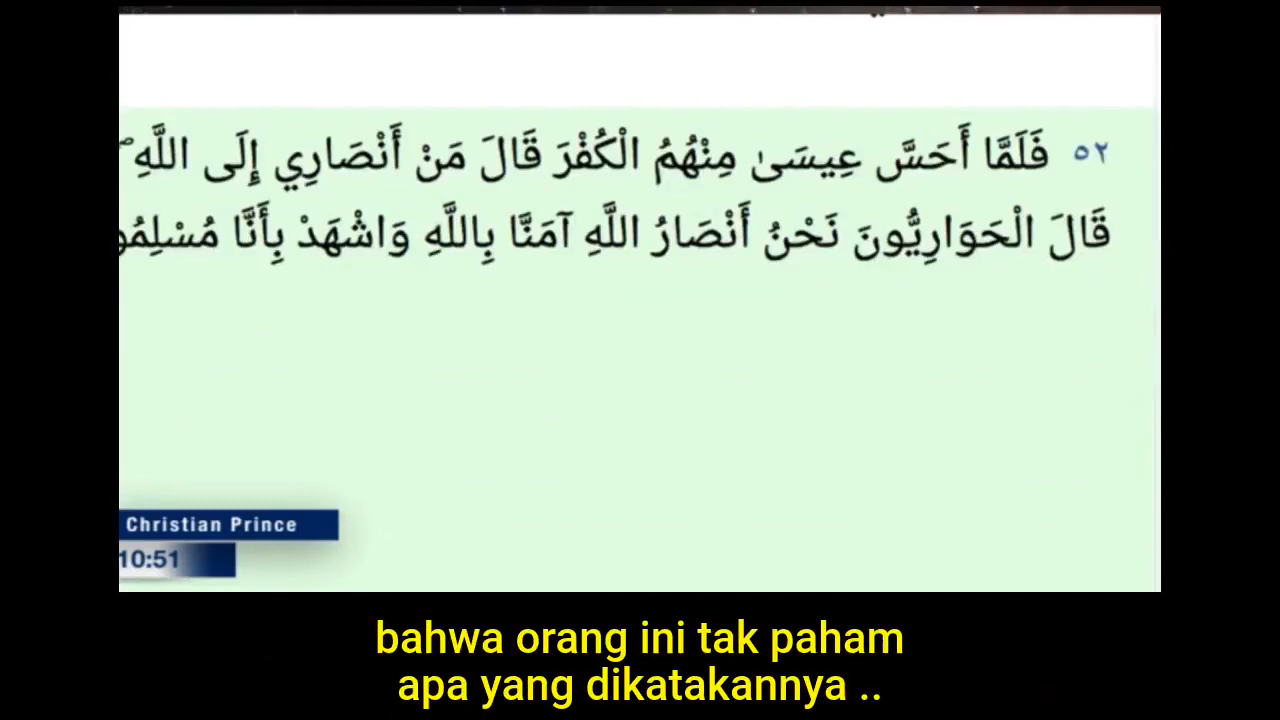 ٥٢ فَلَمَّا أَحَسَّ عِيسَىٰ مِنْهُمُ الْكُفْرَ قَالَ مَنْ أَنْصَارِي إِلَى اللَّهِ ۖ
قَالَ الْحَوَارِيُّونَ نَحْنُ أَنْصَارُ اللَّهِ آمَنَّا بِاللَّهِ وَاشْهَدْ بِأَنَّا
Christian Prince
10:51
bahwa orang ini tak paham
apa yang dikatakannya ..